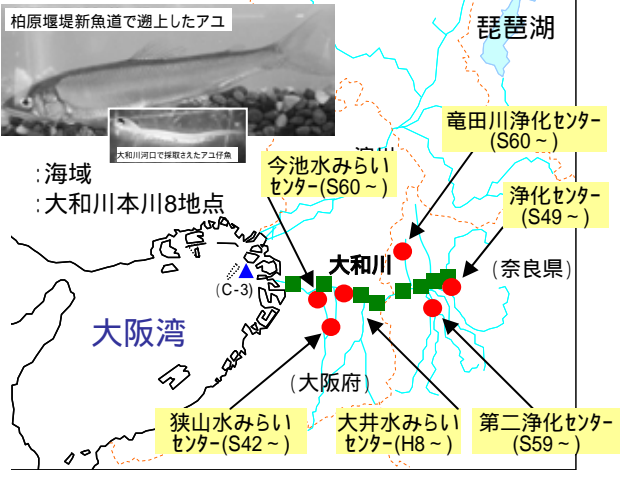 柏原堰堤新魚道で遡上したアユ
琵琶湖
大和川河口で採取さえたアユ仔魚
竜田川浄化センター
(S60～)
今池水みらい
センター(S60～)
:海域
:大和川本川8地点
浄化センター
(S49～)
大和川
(奈良県)
(C-3)
大阪湾
(大阪府)
狭山水みらい
センター(S42～)
大井水みらい
センター(H8～)
第二浄化センター
(S59～)